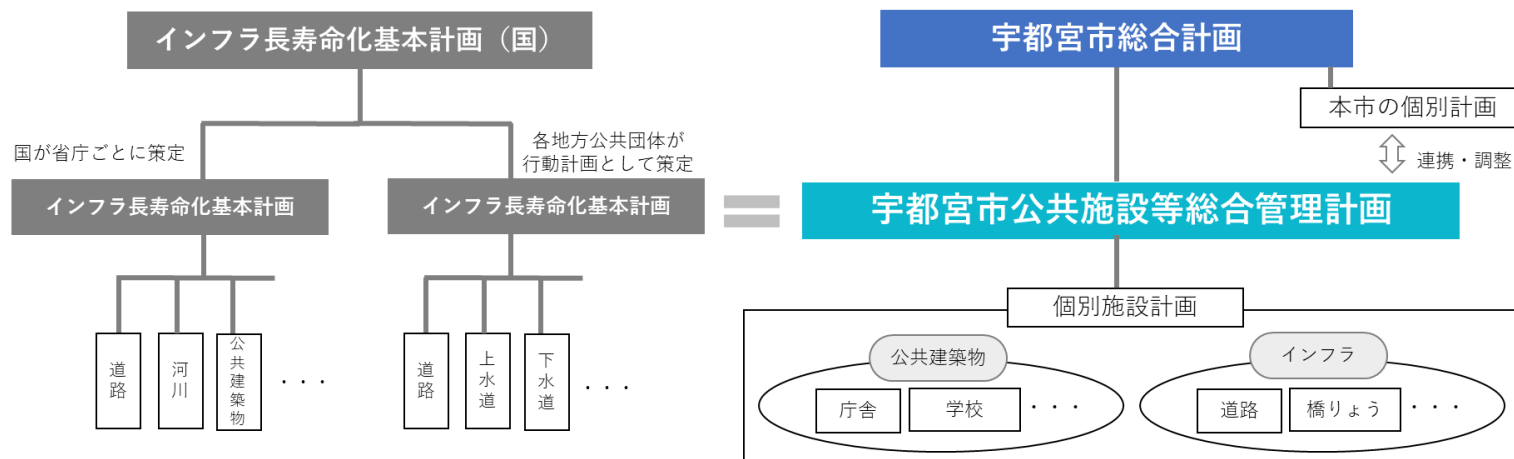 インフラ長寿命化基本計画（国）
国が省庁ごとに策定
各地方公共団体が
行動計画として策定
インフラ長寿命化基本計画
インフラ長寿命化基本計画
道路
河川
公共建築物
・・・
道路
上水道
下水道
・・・
宇都宮市総合計画
本市の個別計画
連携・調整
宇都宮市公共施設等総合管理計画
個別施設計画
公共建築物
庁舎
学校
・・・
インフラ
道路
橋りょう
・・・